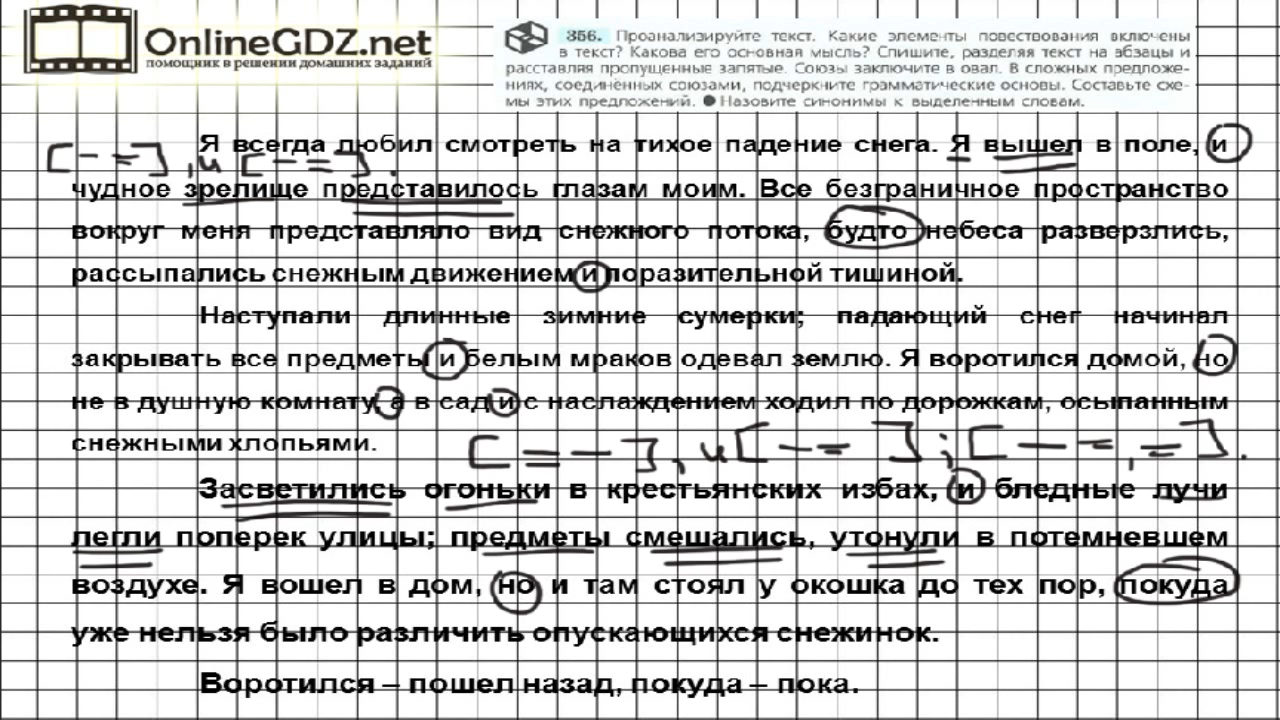 OnlineGDZ.net
помощник в решении домашних заданий
356. Проанализируйте текст. Какие элементы повествования включены
в текст? Какова его основная мысль? Спишите, разделяя текст на абзацы и
расставляя пропущенные запятые. Союзы заключите в овал. В сложных предложе-
ниях, соединённых союзами, подчеркните грамматические основы. Составьте схе-
мы этих предложений. ● Назовите синонимы к выделенным словам.
Я всегда любил смотреть на тихое падение снега. Я вышел в поле, и
[– =], и [– =].
чудное зрелище представилось глазам моим. Все безграничное пространство
вокруг меня представляло вид снежного потока, будто небеса разверзлись,
рассыпались снежным движением и поразительной тишиной.
Наступали длинные зимние сумерки; падающий снег начинал
закрывать все предметы и белым мраков одевал землю. Я воротился домой, но
не в душную комнату, а в сад и с наслаждением ходил по дорожкам, осыпанным
снежными хлопьями.
[= –], и [– =]; [– =, =].
Засветились огоньки в крестьянских избах, и бледные лучи
легли поперек улицы; предметы смешались, утонули в потемневшем
воздухе. Я вошел в дом, но и там стоял у окошка до тех пор, покуда
уже нельзя было различить опускающихся снежинок.
Воротился – пошел назад, покуда – пока.